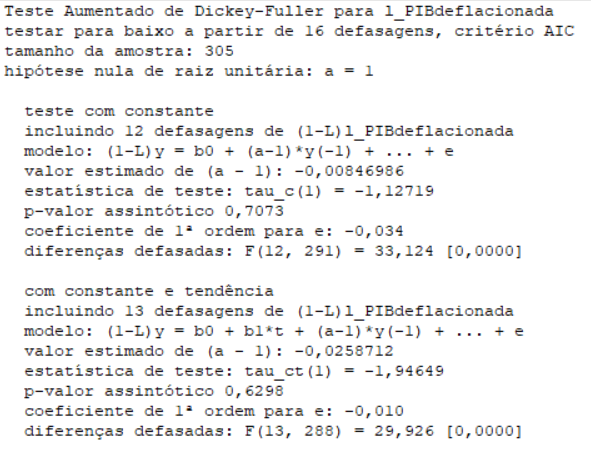 Teste Aumentado de Dickey-Fuller para l_PIBdeflacionada
testar para baixo a partir de 16 defasagens, critério AIC
tamanho da amostra: 305
hipótese nula de raiz unitária: a = 1
teste com constante
incluindo 12 defasagens de (1-L)l_PIBdeflacionada
modelo: (1-L)y = b0 + (a-1)*y(-1) + ... + e
valor estimado de (a - 1): -0,00846986
estatística de teste: tau_c(1) = -1,12719
p-valor assintótico 0,7073
coeficiente de 1ª ordem para e: -0,034
diferenças defasadas: F(12, 291) = 33,124 [0,0000]
com constante e tendência
incluindo 13 defasagens de (1-L)l_PIBdeflacionada
modelo: (1-L)y = b0 + b1*t + (a-1)*y(-1) + ... + e
valor estimado de (a - 1): -0,0258712
estatística de teste: tau_ct(1) = -1,94649
p-valor assintótico 0,6298
coeficiente de 1ª ordem para e: -0,010
diferenças defasadas: F(13, 288) = 29,926 [0,0000]